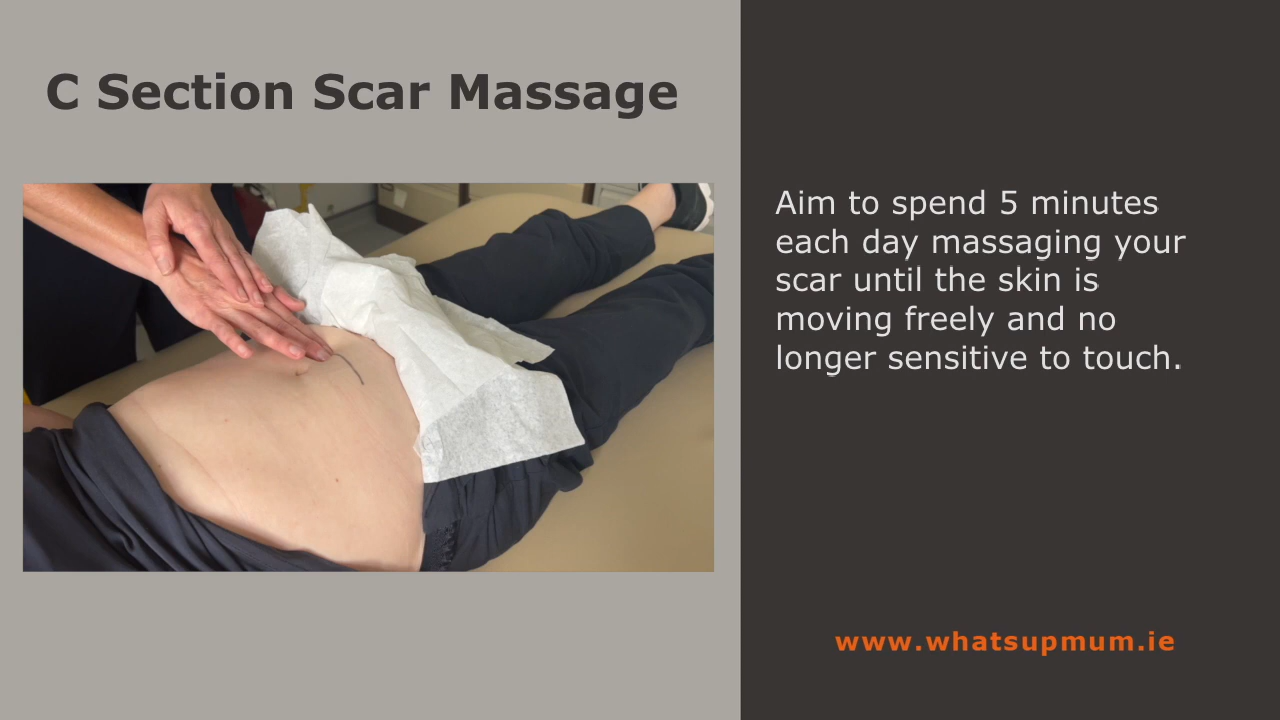 C Section Scar Massage
Aim to spend 5 minutes
each day massaging your
scar until the skin is
moving freely and no
longer sensitive to touch.
www.whatsupmum.ie